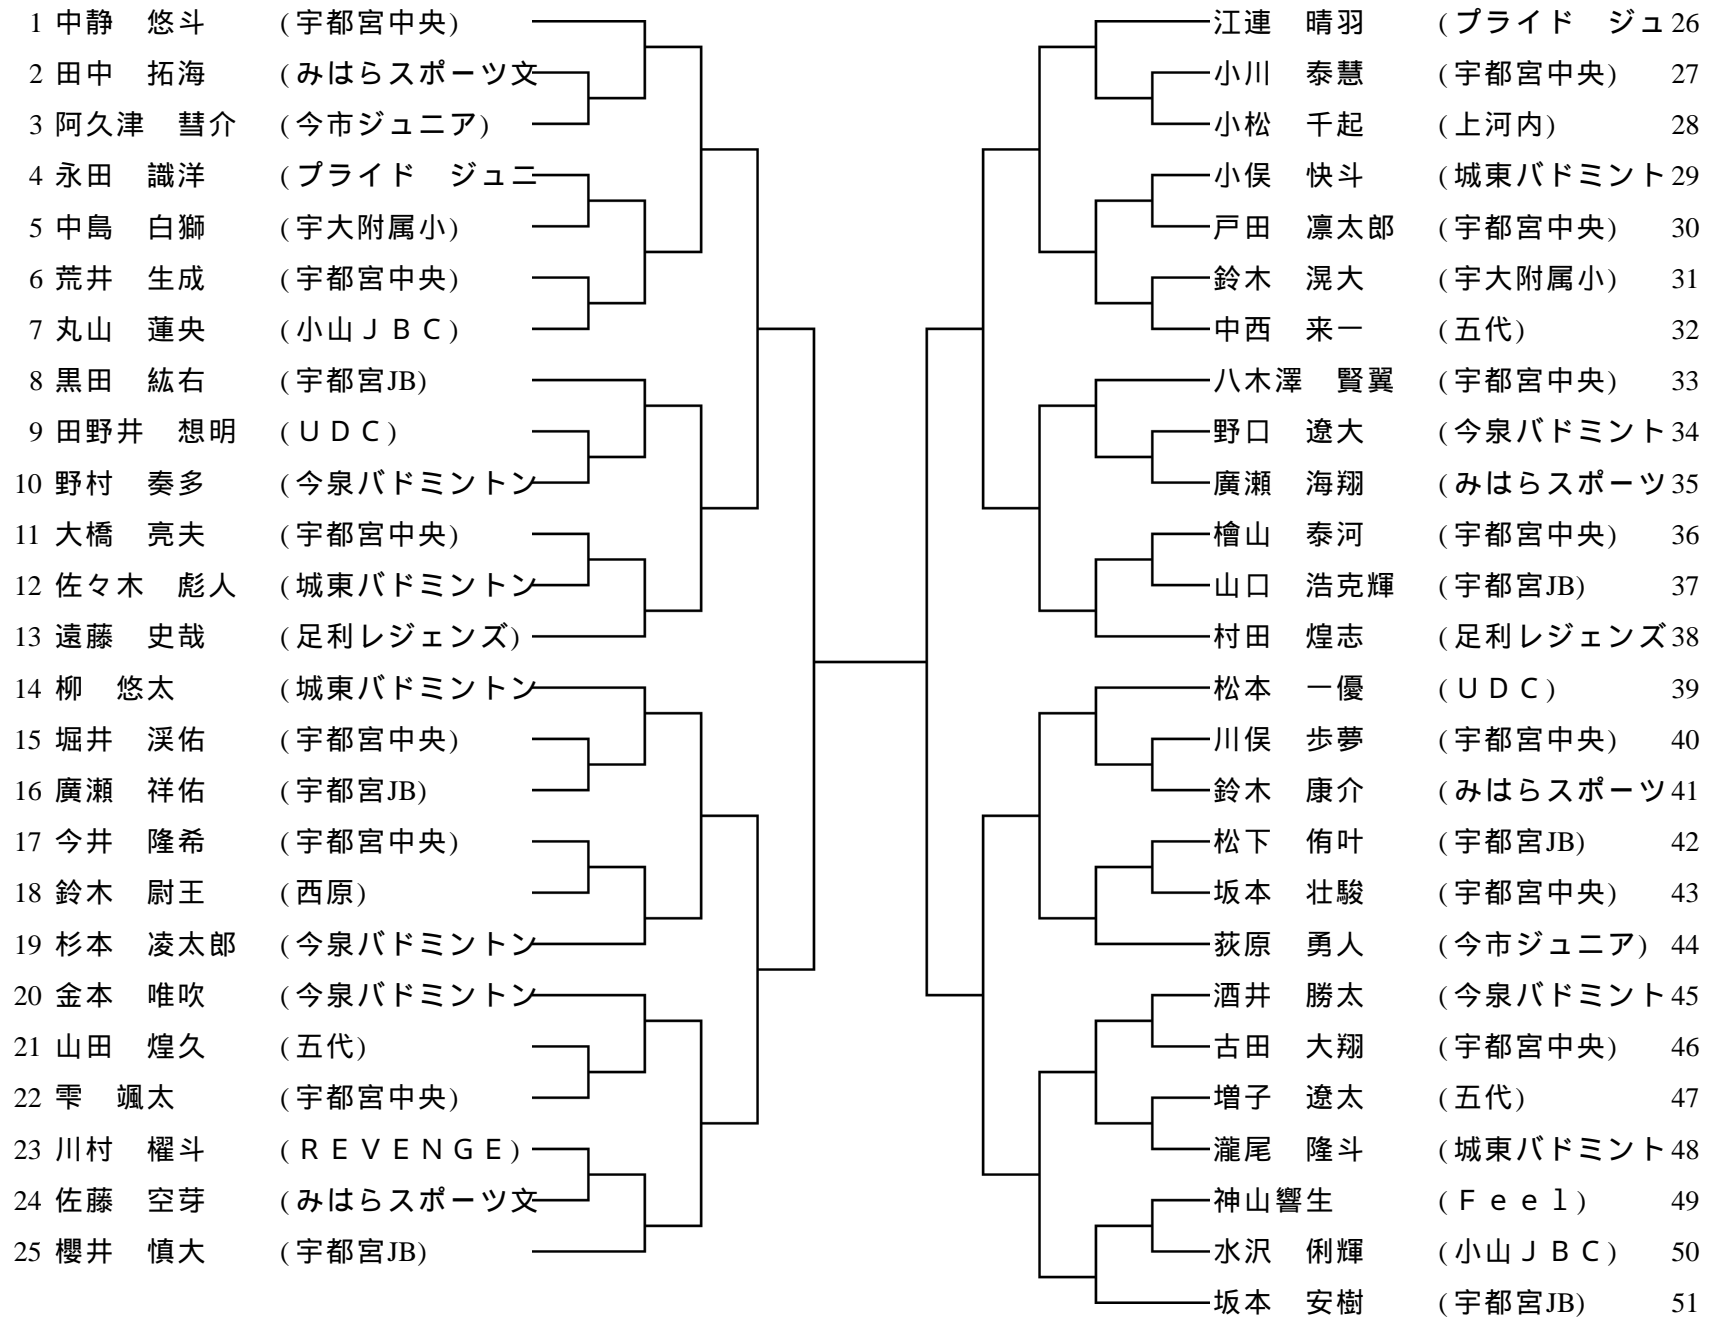 1 中静　悠斗 (宇都宮中央)
2 田中　拓海 (みはらスポーツ文
3 阿久津　彗介 (今市ジュニア)
4 永田　識洋 (プライド　ジュニ
5 中島　白獅 (宇大附属小)
6 荒井　生成 (宇都宮中央)
7 丸山　蓮央 (小山ＪＢＣ)
8 黒田　紘右 (宇都宮JB)
9 田野井　想明 (ＵＤＣ)
10 野村　奏多 (今泉バドミントン
11 大橋　亮夫 (宇都宮中央)
12 佐々木　彪人 (城東バドミントン
13 遠藤　史哉 (足利レジェンズ)
14 柳　悠太 (城東バドミントン
15 堀井　渓佑 (宇都宮中央)
16 廣瀬　祥佑 (宇都宮JB)
17 今井　隆希 (宇都宮中央)
18 鈴木　尉王 (西原)
19 杉本　凌太郎 (今泉バドミントン
20 金本　唯吹 (今泉バドミントン
21 山田　煌久 (五代)
22 雫　颯太 (宇都宮中央)
23 川村　櫂斗 (ＲＥＶＥＮＧＥ)
24 佐藤　空芽 (みはらスポーツ文
25 櫻井　慎大 (宇都宮JB)
江連　晴羽 (プライド　ジュ 26
小川　泰慧 (宇都宮中央) 27
小松　千起 (上河内) 28
小俣　快斗 (城東バドミント 29
戸田　凛太郎 (宇都宮中央) 30
鈴木　滉大 (宇大附属小) 31
中西　来一 (五代) 32
八木澤　賢翼 (宇都宮中央) 33
野口　遼大 (今泉バドミント 34
廣瀬　海翔 (みはらスポーツ 35
檜山　泰河 (宇都宮中央) 36
山口　浩克輝 (宇都宮JB) 37
村田　煌志 (足利レジェンズ 38
松本　一優 (ＵＤＣ) 39
川俣　歩夢 (宇都宮中央) 40
鈴木　康介 (みはらスポーツ 41
松下　侑叶 (宇都宮JB) 42
坂本　壮駿 (宇都宮中央) 43
荻原　勇人 (今市ジュニア) 44
酒井　勝太 (今泉バドミント 45
古田　大翔 (宇都宮中央) 46
増子　遼太 (五代) 47
瀧尾　隆斗 (城東バドミント 48
神山響生 (Ｆｅｅｌ) 49
水沢　俐輝 (小山ＪＢＣ) 50
坂本　安樹 (宇都宮JB) 51